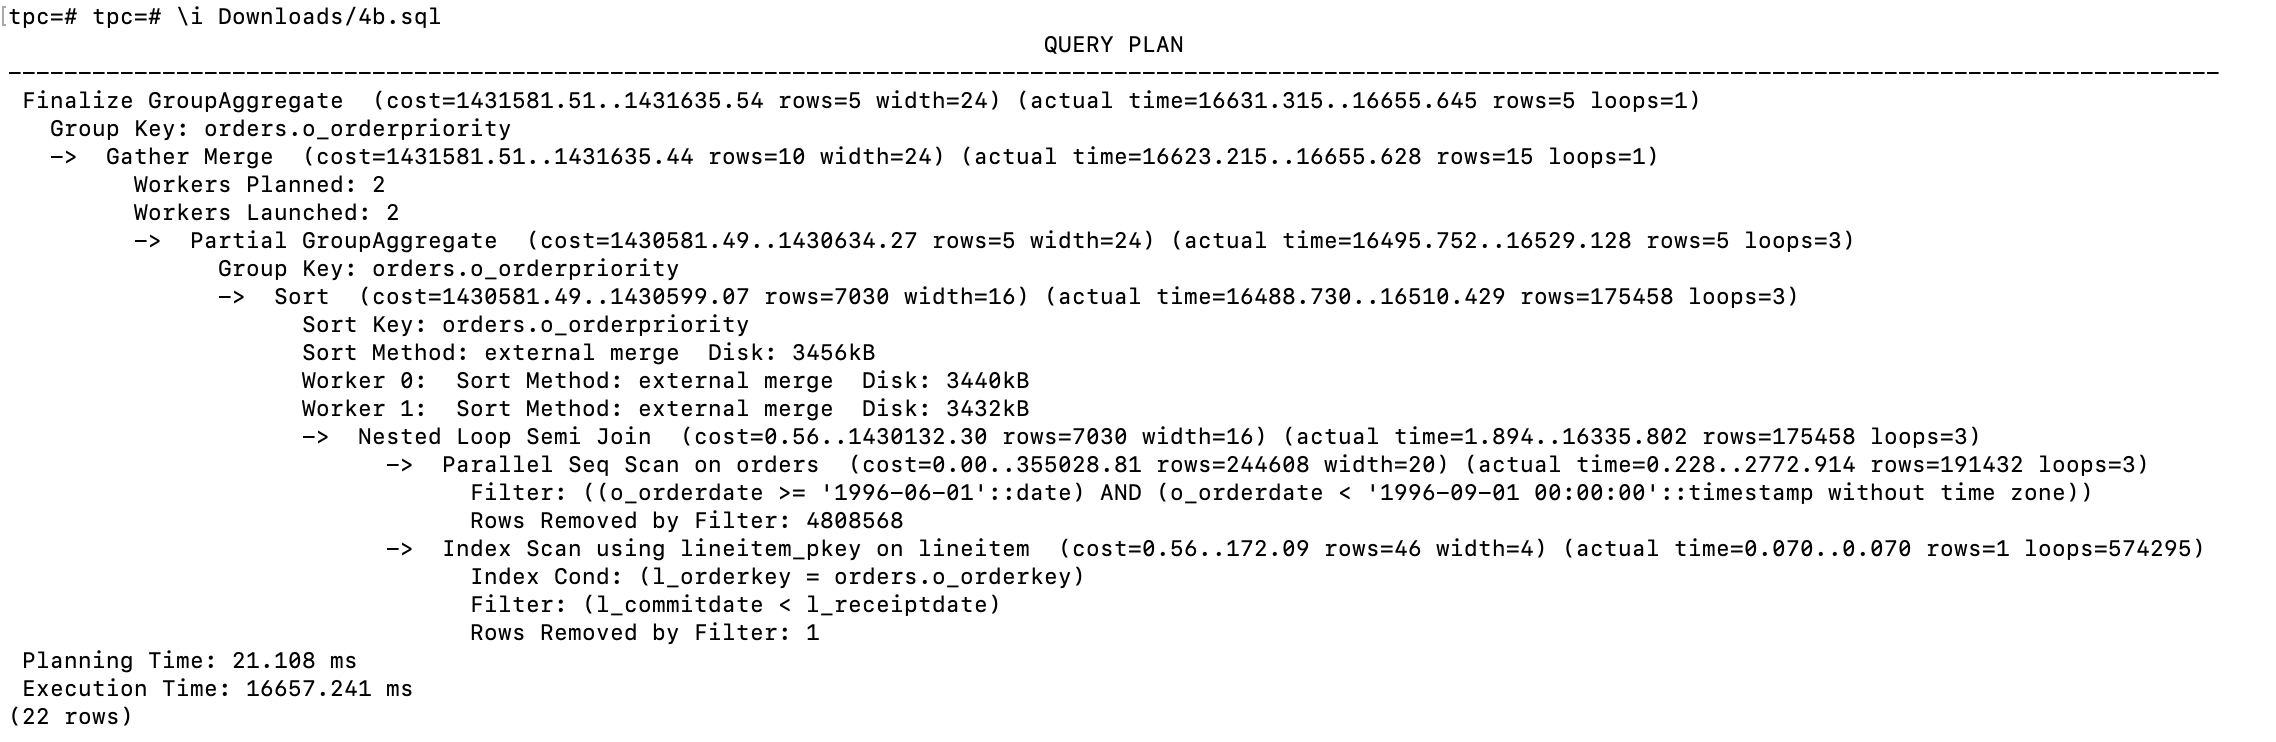 [tpc=# tpc=# \i Downloads/4b.sql
QUERY PLAN
--------------------------------------------------------------------------------------------------------------------------------------------------------------
Finalize GroupAggregate  (cost=1431581.51..1431635.54 rows=5 width=24) (actual time=16631.315..16655.645 rows=5 loops=1)
Group Key: orders.o_orderpriority
->  Gather Merge  (cost=1431581.51..1431635.44 rows=10 width=24) (actual time=16623.215..16655.628 rows=15 loops=1)
Workers Planned: 2
Workers Launched: 2
->  Partial GroupAggregate  (cost=1430581.49..1430634.27 rows=5 width=24) (actual time=16495.752..16529.128 rows=5 loops=3)
Group Key: orders.o_orderpriority
->  Sort  (cost=1430581.49..1430599.07 rows=7030 width=16) (actual time=16488.730..16510.429 rows=175458 loops=3)
Sort Key: orders.o_orderpriority
Sort Method: external merge  Disk: 3456kB
Worker 0:  Sort Method: external merge  Disk: 3440kB
Worker 1:  Sort Method: external merge  Disk: 3432kB
->  Nested Loop Semi Join  (cost=0.56..1430132.30 rows=7030 width=16) (actual time=1.894..16335.802 rows=175458 loops=3)
->  Parallel Seq Scan on orders  (cost=0.00..355028.81 rows=244608 width=20) (actual time=0.228..2772.914 rows=191432 loops=3)
Filter: ((o_orderdate >= '1996-06-01'::date) AND (o_orderdate < '1996-09-01 00:00:00'::timestamp without time zone))
Rows Removed by Filter: 4808568
->  Index Scan using lineitem_pkey on lineitem  (cost=0.56..172.09 rows=46 width=4) (actual time=0.070..0.070 rows=1 loops=574295)
Index Cond: (l_orderkey = orders.o_orderkey)
Filter: (l_commitdate < l_receiptdate)
Rows Removed by Filter: 1
Planning Time: 21.108 ms
Execution Time: 16657.241 ms
(22 rows)